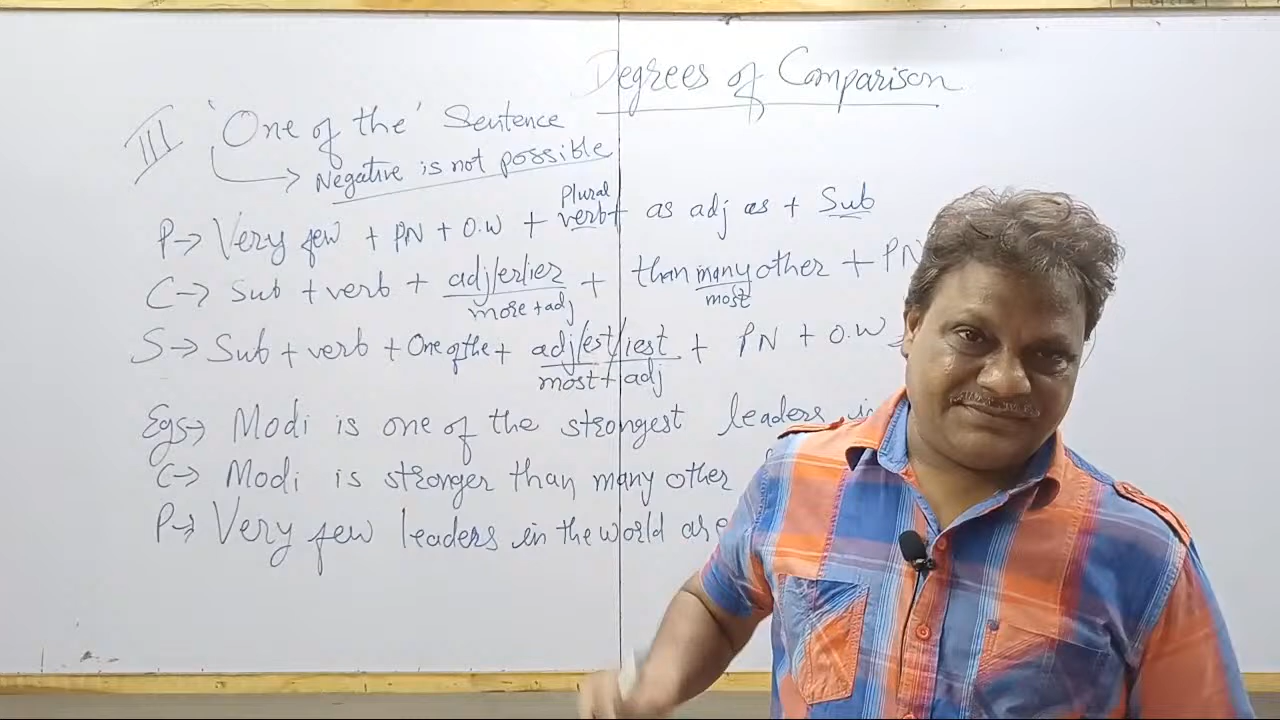 Degrees of Comparison
III 'One of the' Sentence
Negative is not possible
Plural
P→ Very few + PN + O.W + verb + as adj as + Sub
C→ Sub + verb + adj/er/ier + than many other + PN
more + adj most
S→ Sub + verb + One of the + adj/est/iest + PN + O.W
most + adj
Egs→ Modi is one of the strongest leaders in
C→ Modi is stronger than many other
P→ Very few leaders in the world are